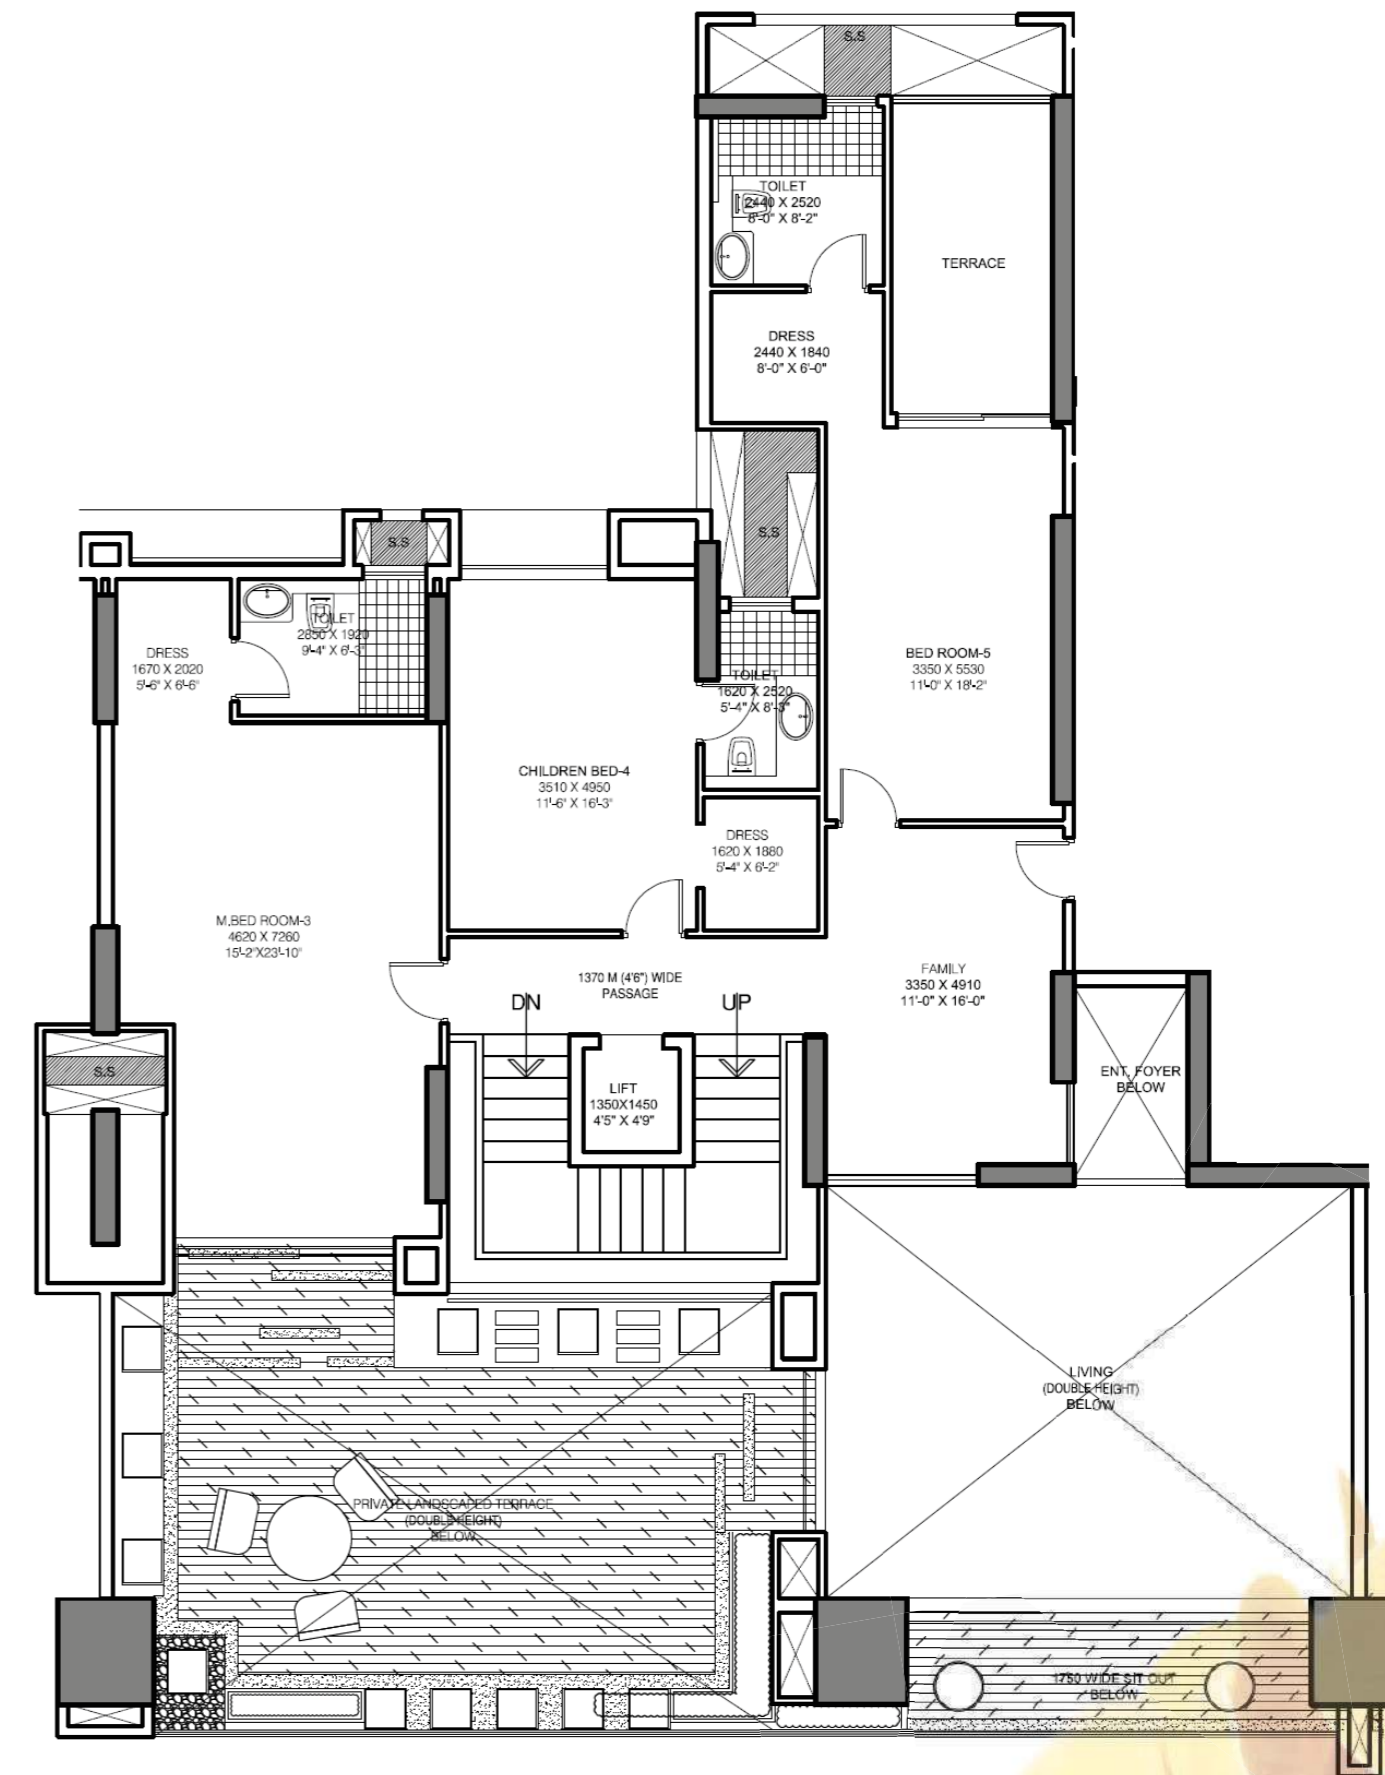 S.S
TOILET
2440 X 2520
8'-0" X 8'-2"
TERRACE
DRESS
2440 X 1840
8'-0" X 6'-0"
S.S
S.S
TOILET
2850 X 1920
9'-4" X 6'-3"
DRESS
1670 X 2020
5'-6" X 6'-6"
BED ROOM-5
3350 X 5530
11'-0" X 18'-2"
TOILET
1620 X 2520
5'-4" X 8'-3"
CHILDREN BED-4
3510 X 4950
11'-6" X 16'-3"
DRESS
1620 X 1880
5'-4" X 6'-2"
M.BED ROOM-3
4620 X 7260
15'-2"X23'-10"
1370 M (4'6") WIDE
PASSAGE
FAMILY
3350 X 4910
11'-0" X 16'-0"
DN
UP
S.S
LIFT
1350X1450
4'5" X 4'9"
ENT. FOYER
BELOW
LIVING
(DOUBLE HEIGHT)
BELOW
PRIVATE LANDSCAPED TERRACE
(DOUBLE HEIGHT)
BELOW
1750 WIDE SIT OUT
BELOW